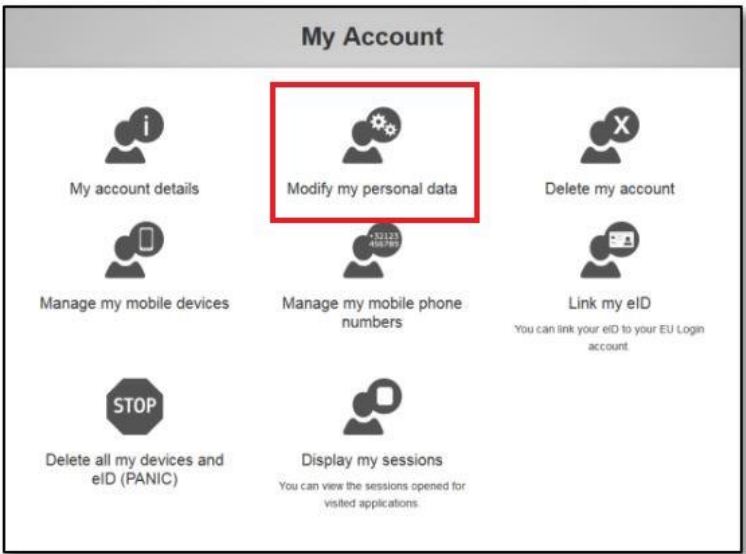 My Account
i
X
My account details
Modify my personal data
Delete my account
+32123
456789
Manage my mobile devices
Manage my mobile phone
numbers
Link my eID
You can link your eID to your EU Login
account
STOP
Delete all my devices and
eID (PANIC)
Display my sessions
You can view the sessions opened for
visited applications